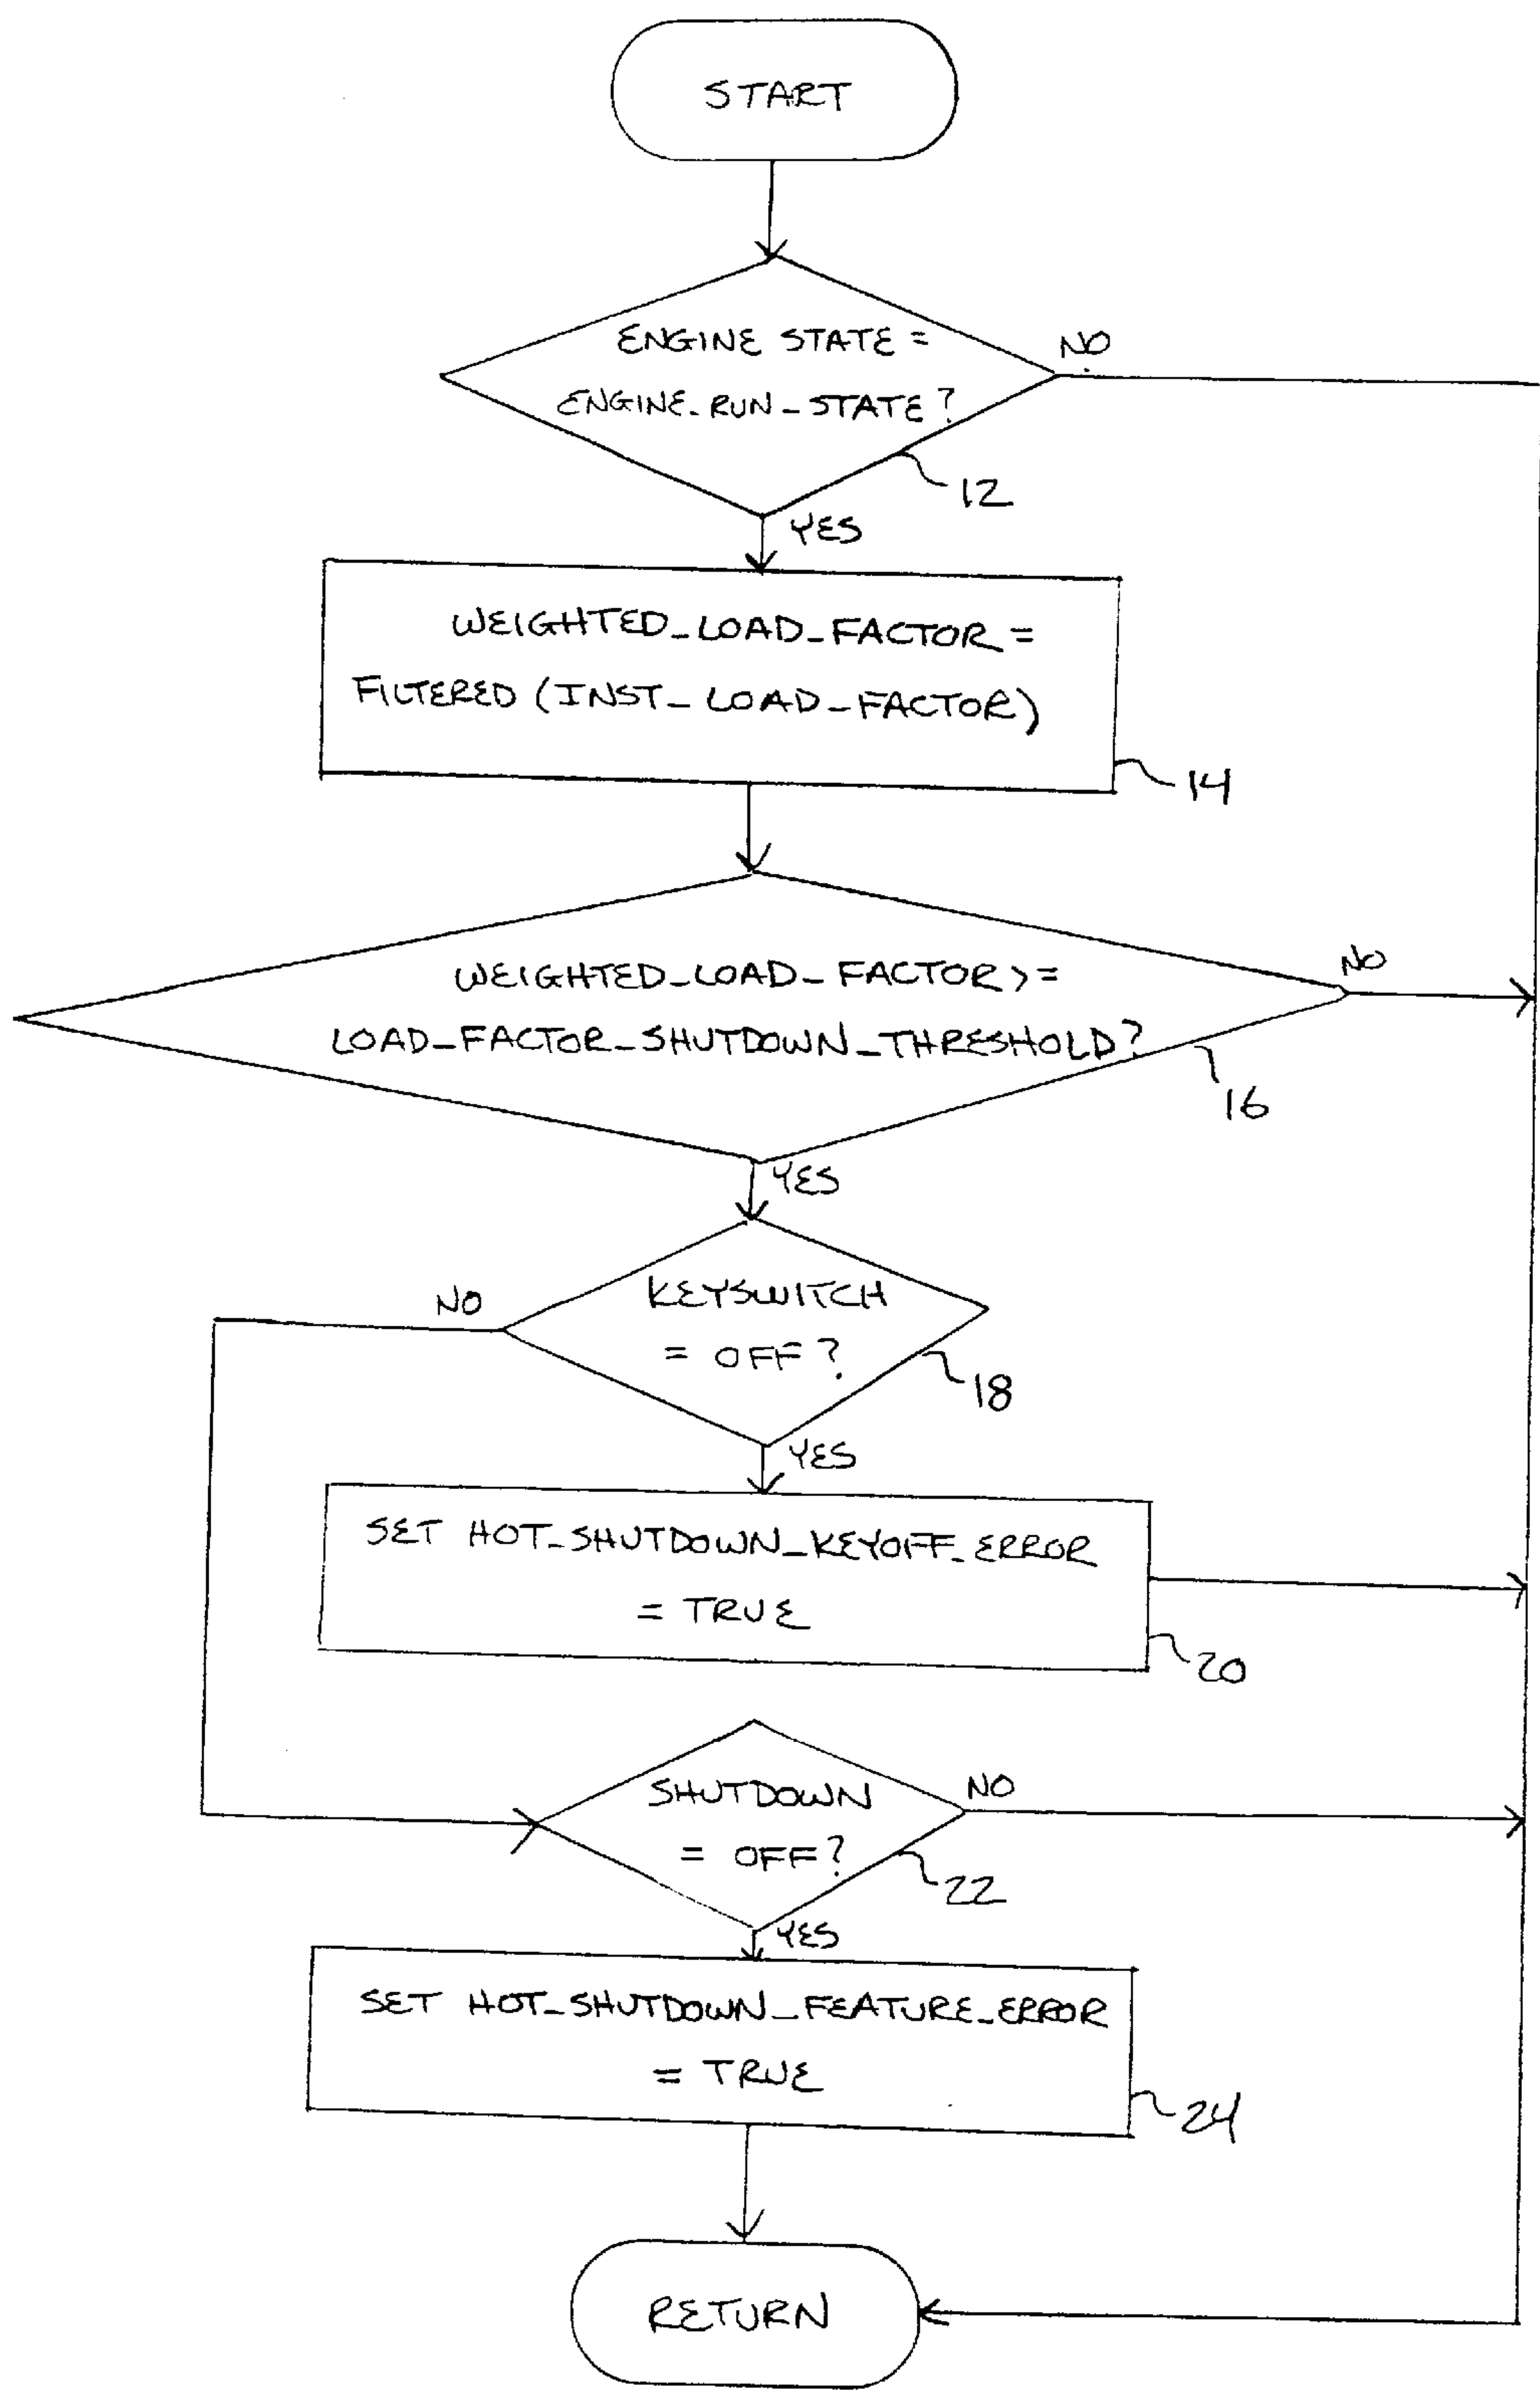 START
ENGINE STATE =
ENGINE_RUN_STATE?
NO
12
YES
WEIGHTED_LOAD_FACTOR =
FILTERED (INST_LOAD_FACTOR)
14
WEIGHTED_LOAD_FACTOR >=
LOAD_FACTOR_SHUTDOWN_THRESHOLD?
NO
16
YES
KEYSWITCH
= OFF?
NO
18
YES
SET HOT_SHUTDOWN_KEYOFF_ERROR
= TRUE
20
SHUTDOWN
= OFF?
NO
22
YES
SET HOT_SHUTDOWN_FEATURE_ERROR
= TRUE
24
RETURN